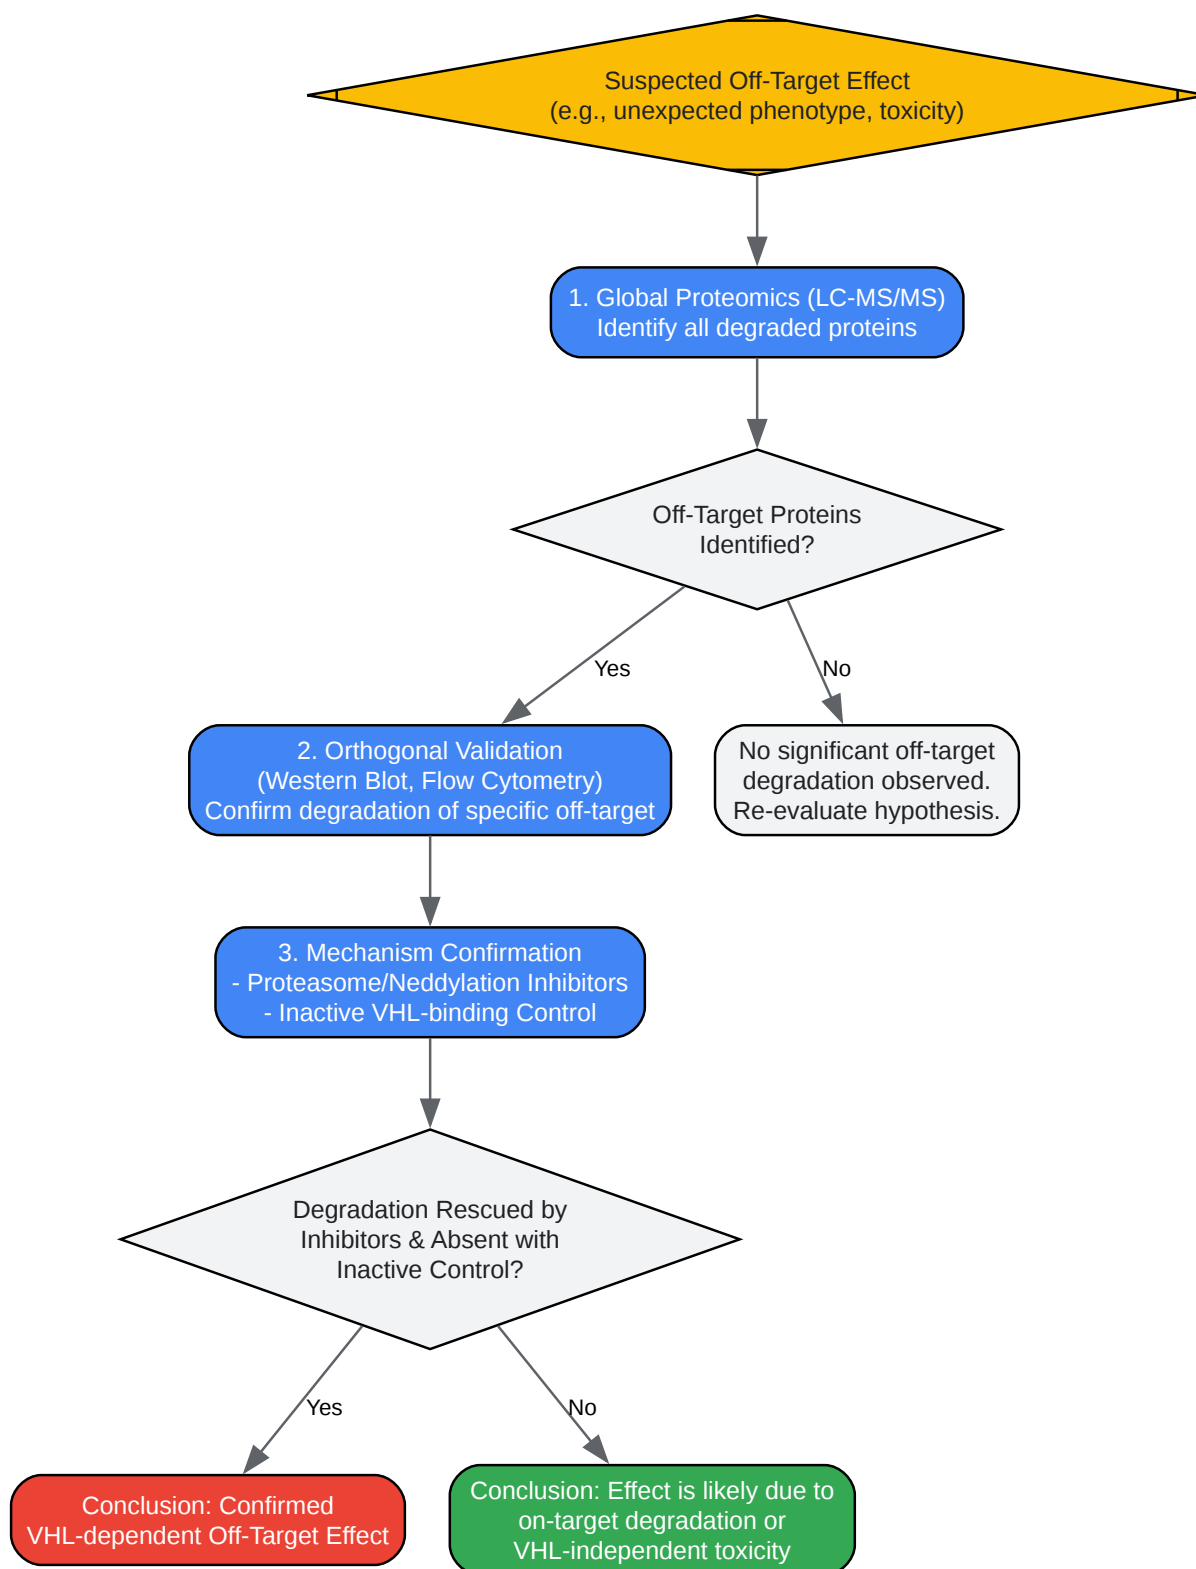 Suspected Off-Target Effect
(e.g., unexpected phenotype, toxicity)
1. Global Proteomics (LC-MS/MS)
Identify all degraded proteins
Off-Target Proteins
Identified?
Yes
No
2. Orthogonal Validation
(Western Blot, Flow Cytometry)
Confirm degradation of specific off-target
No significant off-target
degradation observed.
Re-evaluate hypothesis.
3. Mechanism Confirmation
- Proteasome/Neddylation Inhibitors
- Inactive VHL-binding Control
Degradation Rescued by
Inhibitors & Absent with
Inactive Control?
Yes
No
Conclusion: Confirmed
VHL-dependent Off-Target Effect
Conclusion: Effect is likely due to
on-target degradation or
VHL-independent toxicity